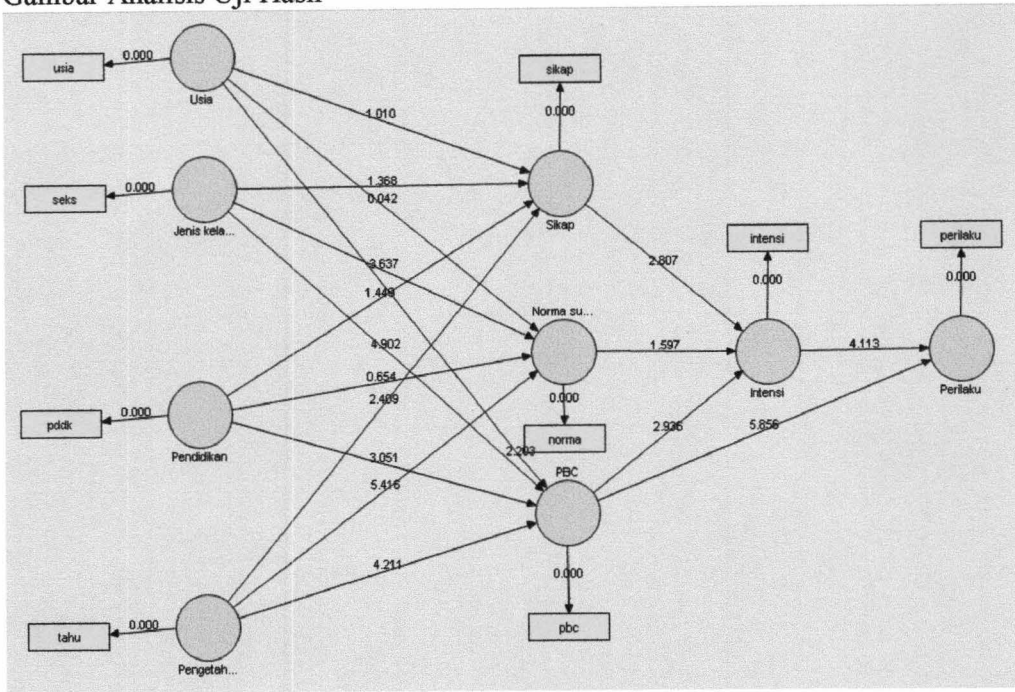 Gambar Analisis Uji Hasil
usia
0.000
Usia
sikap
0.000
1.010
seks
0.000
Jenis kela...
1.368
0.042
Sikap
intensi
perilaku
3.637
1.449
2.807
0.000
0.000
Norma su...
4.902
1.597
4.113
0.654
2.409
0.000
Intensi
Perilaku
pddk
0.000
Pendidikan
norma
2.936
5.856
3.051
2.203
PBC
5.416
4.211
0.000
tahu
0.000
pbc
Pengetah...